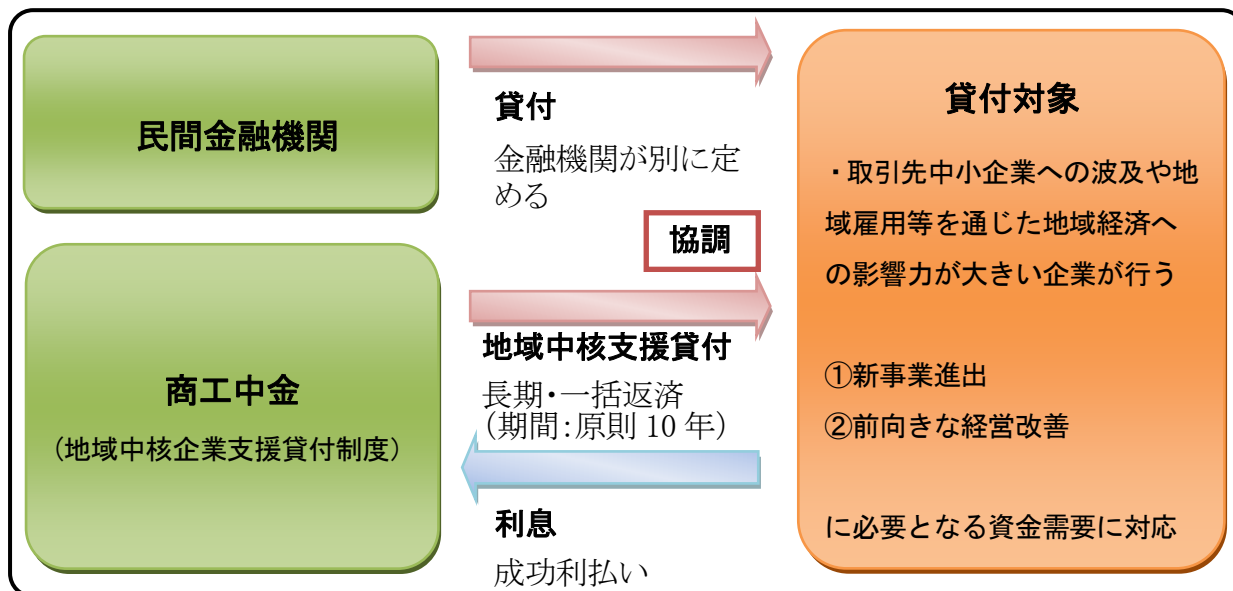 民間金融機関
貸付
金融機関が別に定
める
協調
商工中金
(地域中核企業支援貸付制度)
地域中核支援貸付
長期・一括返済
(期間:原則 10 年)
利息
成功利払い
貸付対象
・取引先中小企業への波及や地
域雇用等を通じた地域経済へ
の影響力が大きい企業が行う
①新事業進出
②前向きな経営改善
に必要となる資金需要に対応